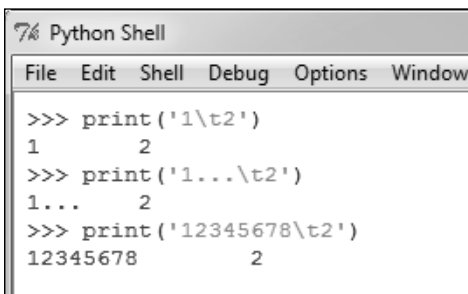 Python Shell
File Edit Shell Debug Options Window
>>> print('1\t2')
1       2
>>> print('1...\t2')
1...    2
>>> print('12345678\t2')
12345678        2